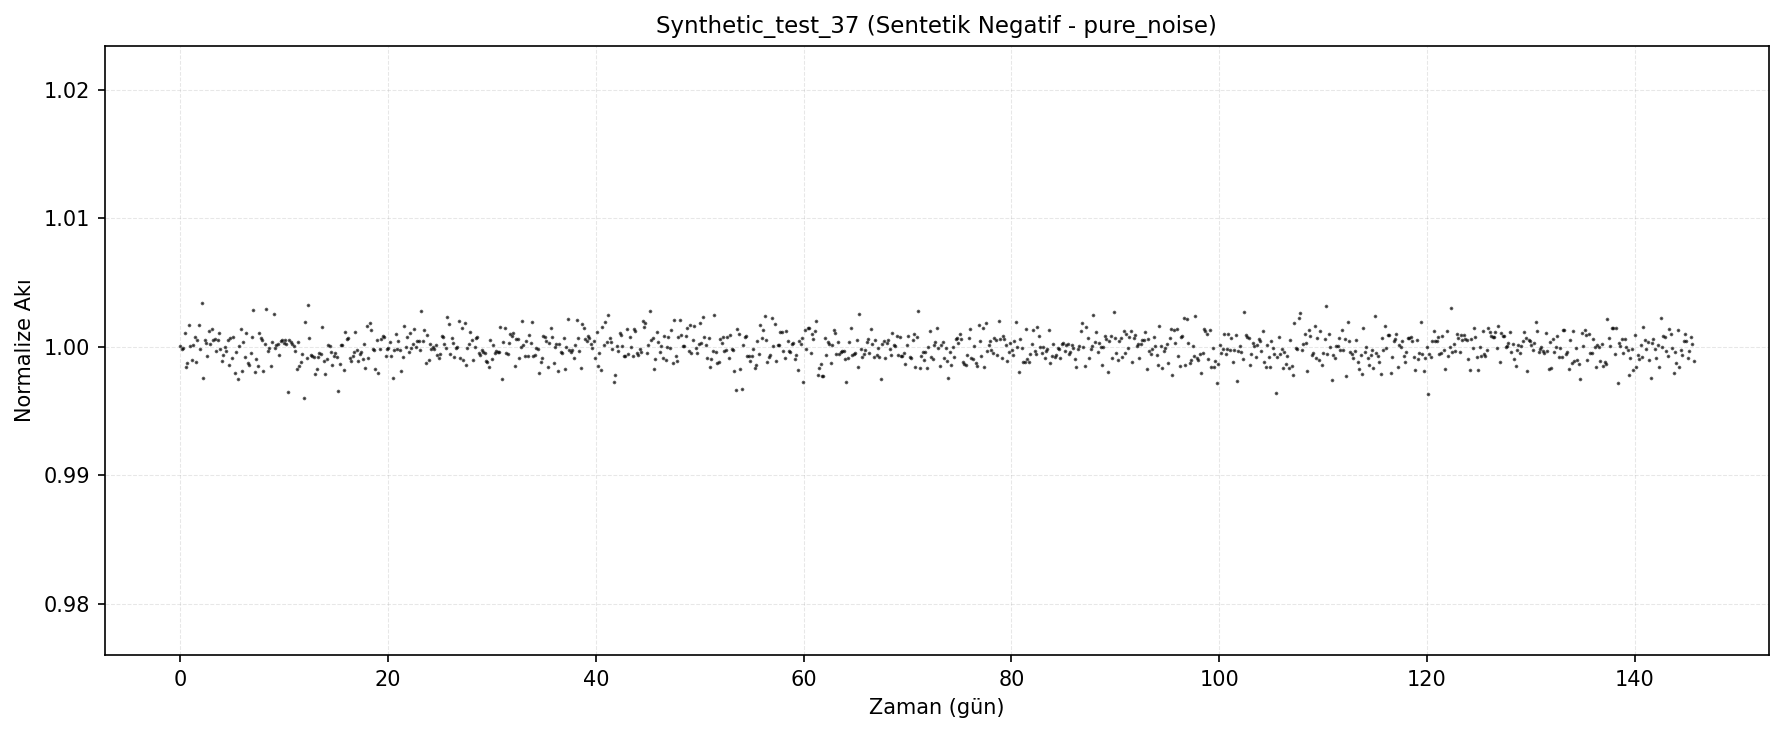 Synthetic_test_37 (Sentetik Negatif - pure_noise)
1.02
1.01
1.00
0.99
0.98
Normalize Akı
0 20 40 60 80 100 120 140
Zaman (gün)